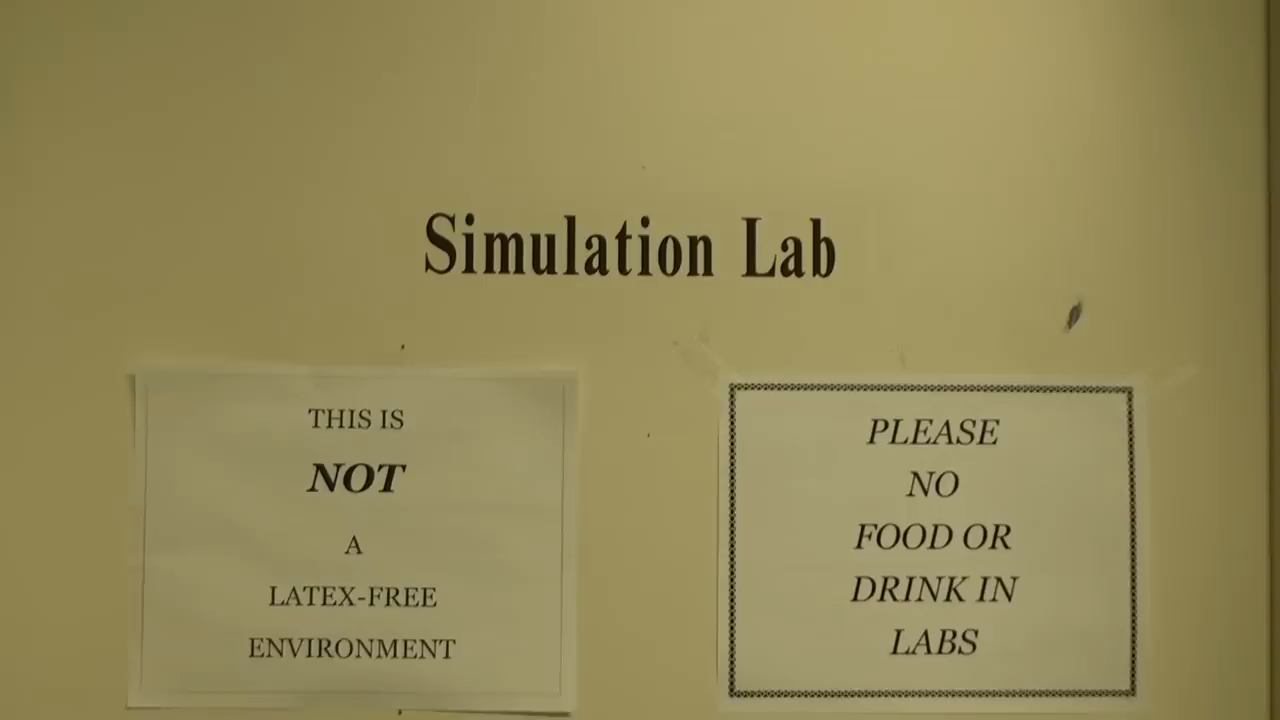 Simulation Lab
THIS IS
NOT
A
LATEX-FREE
ENVIRONMENT
PLEASE
NO
FOOD OR
DRINK IN
LABS